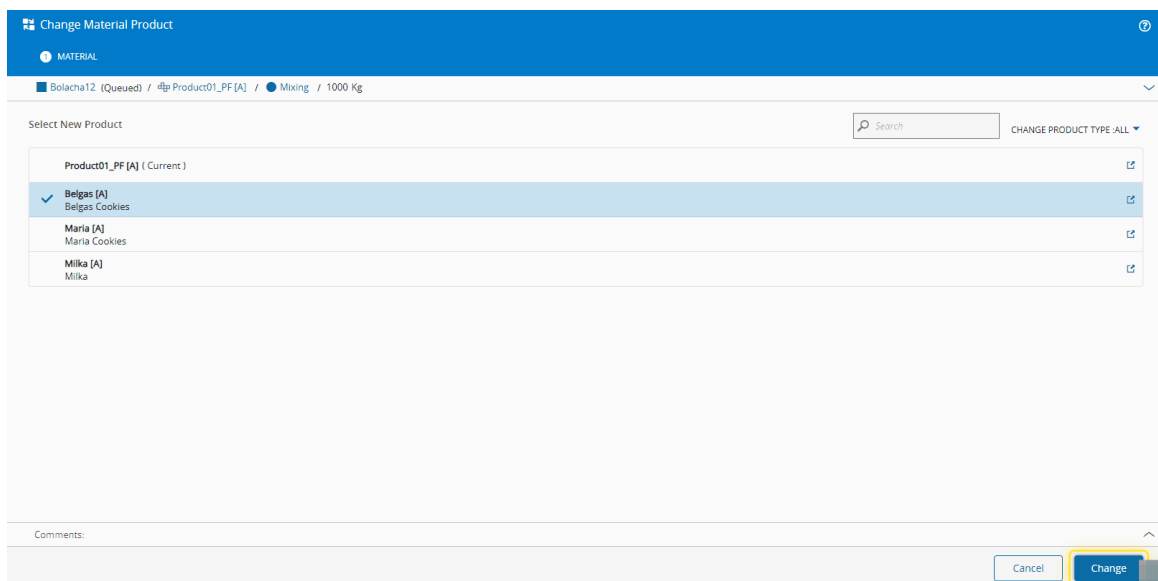 Change Material Product
1 MATERIAL
Bolacha12 (Queued) / Product01_PF [A] / Mixing / 1000 Kg
Select New Product
Search
CHANGE PRODUCT TYPE :ALL
Product01_PF [A] ( Current )
Belgas [A]
Belgas Cookies
Maria [A]
Maria Cookies
Milka [A]
Milka
Comments:
Cancel
Change